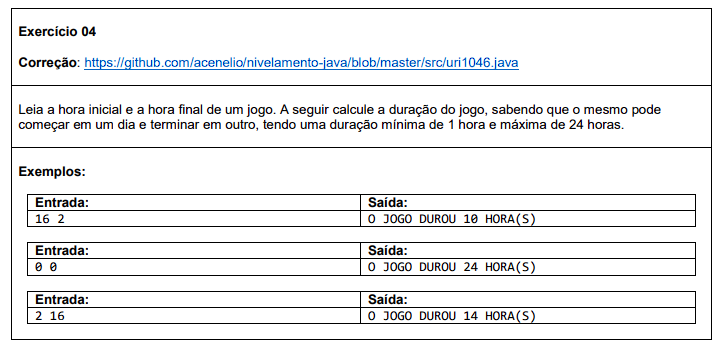 Exercício 04
Correção: https://github.com/acenelio/nivelamento-java/blob/master/src/uri1046.java
Leia a hora inicial e a hora final de um jogo. A seguir calcule a duração do jogo, sabendo que o mesmo pode
começar em um dia e terminar em outro, tendo uma duração mínima de 1 hora e máxima de 24 horas.
Exemplos:
Entrada: Saída:
16 2 O JOGO DUROU 10 HORA(S)
Entrada: Saída:
0 0 O JOGO DUROU 24 HORA(S)
Entrada: Saída:
2 16 O JOGO DUROU 14 HORA(S)